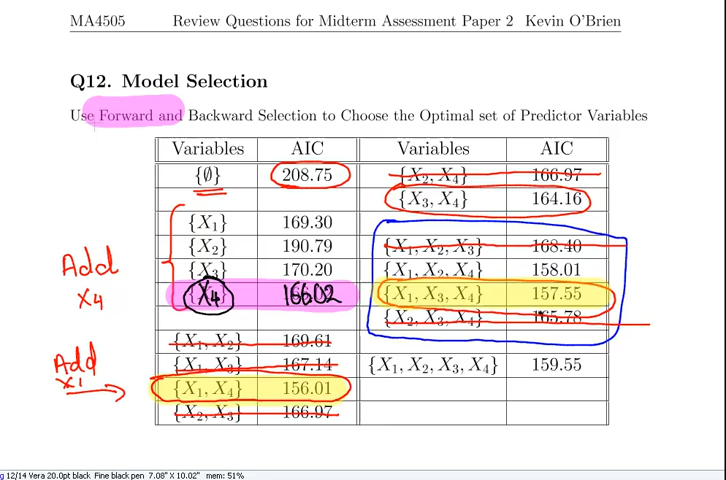 MA4505 Review Questions for Midterm Assessment Paper 2 Kevin O'Brien
Q12. Model Selection
Use Forward and Backward Selection to Choose the Optimal set of Predictor Variables
Variables AIC Variables AIC
{∅} 208.75 {X2, X4} 166.97
{X3, X4} 164.16
{X1} 169.30
{X2} 190.79 {X1, X2, X3} 168.40
{X3} 170.20 {X1, X2, X4} 158.01
{X4} 166.02 {X1, X3, X4} 157.55
{X2, X3, X4} 165.78
{X1, X2} 169.61
{X1, X3} 167.14 {X1, X2, X3, X4} 159.55
{X1, X4} 156.01
{X2, X3} 166.97
Add
X4
Add
X1
g 12/14 Vera 20.0pt black Fine black pen 7.08" X 10.02" mem: 51%